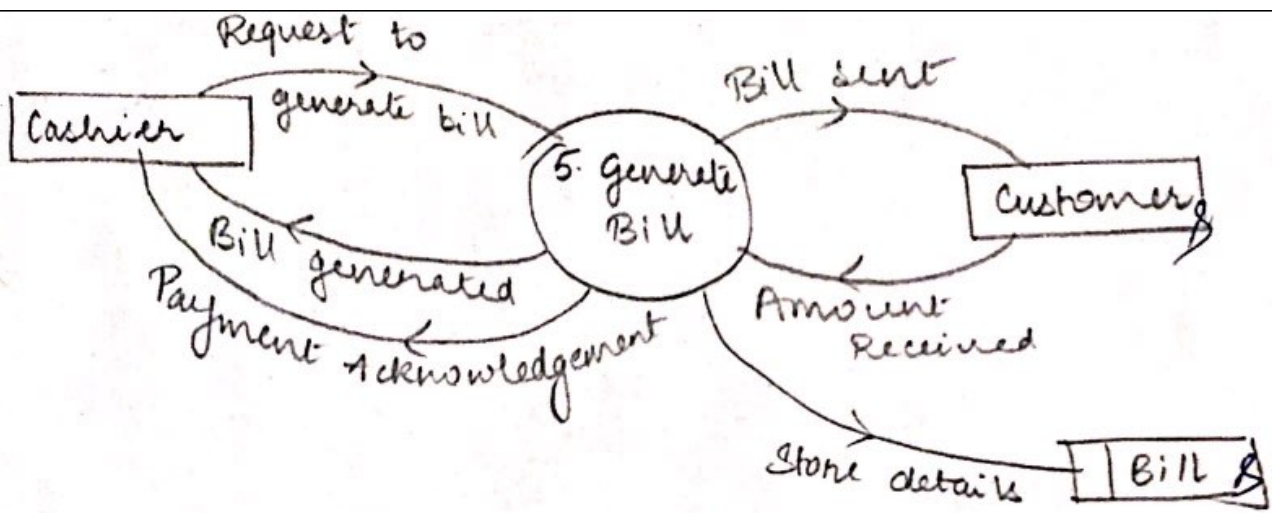 Request to
generate bill
Cashier
Bill sent
5. Generate
Bill
Customer
Bill generated
Payment Acknowledgement
Amount
Received
Store details
Bill